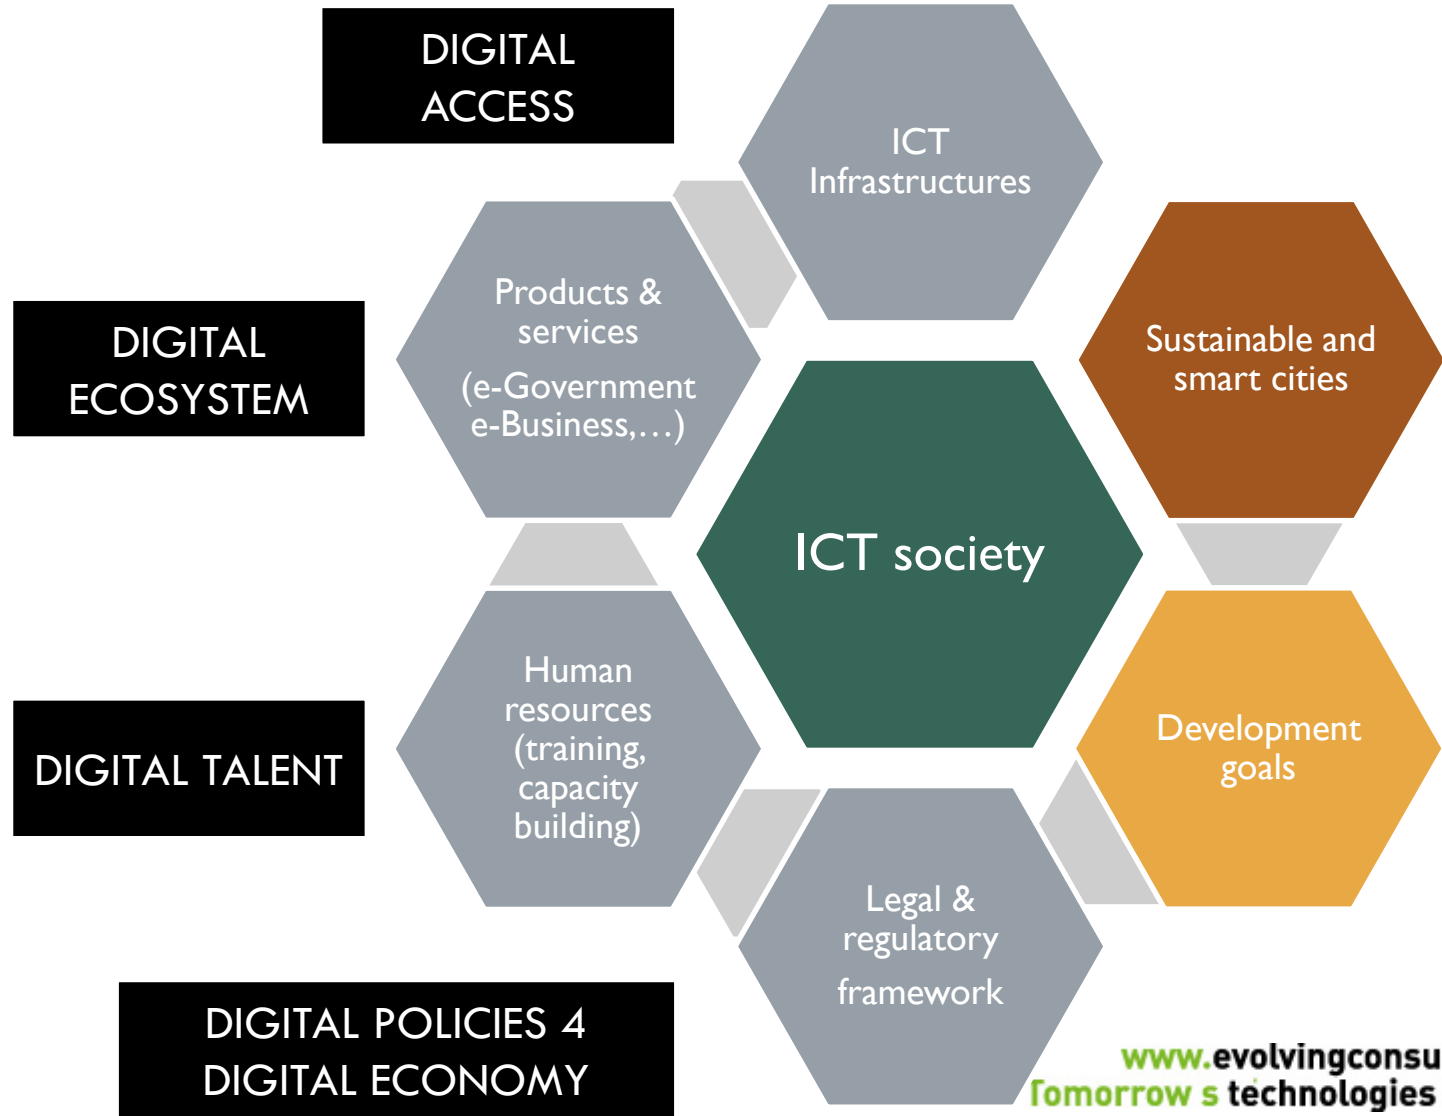 DIGITAL
ACCESS
ICT
Infrastructures
Products &
services
(e-Government
e-Business,...)
Sustainable and
smart cities
DIGITAL
ECOSYSTEM
ICT society
Human
resources
(training,
capacity
building)
Development
goals
DIGITAL TALENT
Legal &
regulatory
framework
DIGITAL POLICIES 4
DIGITAL ECONOMY
www.evolvingconsu
Tomorrow s technologies